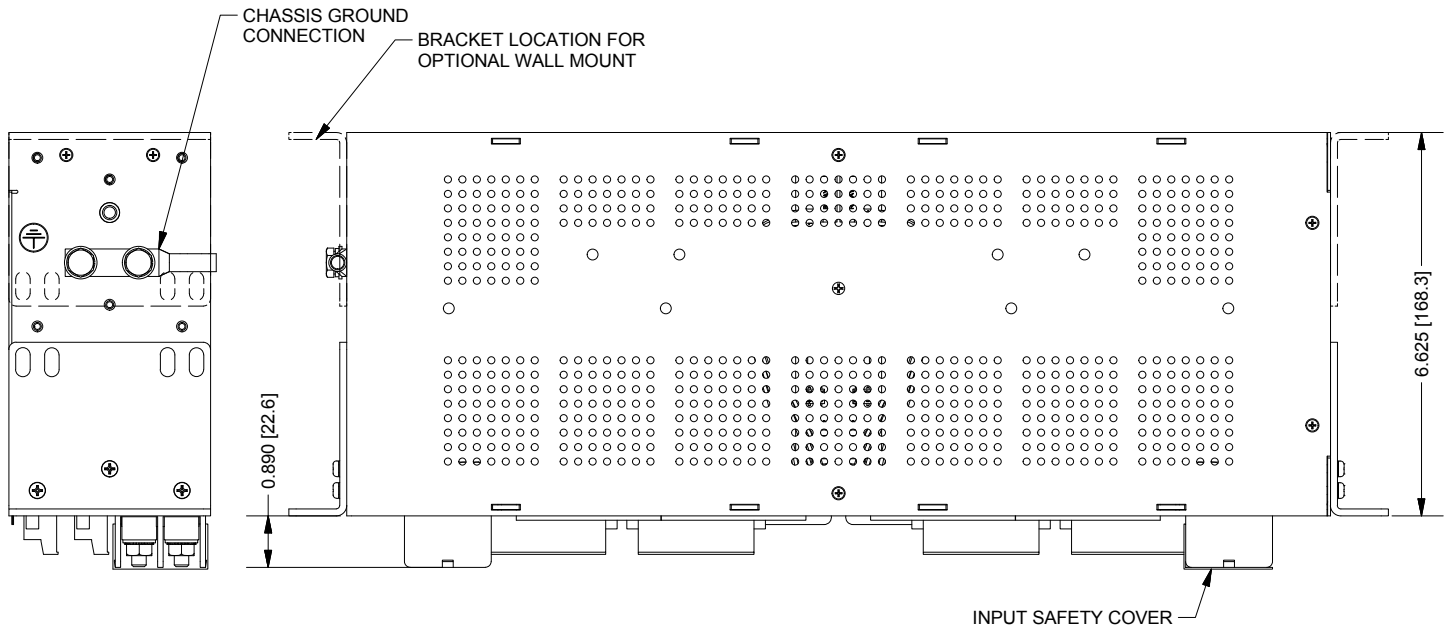 CHASSIS GROUND
CONNECTION
BRACKET LOCATION FOR
OPTIONAL WALL MOUNT
6.625 [168.3]
0.890 [22.6]
INPUT SAFETY COVER